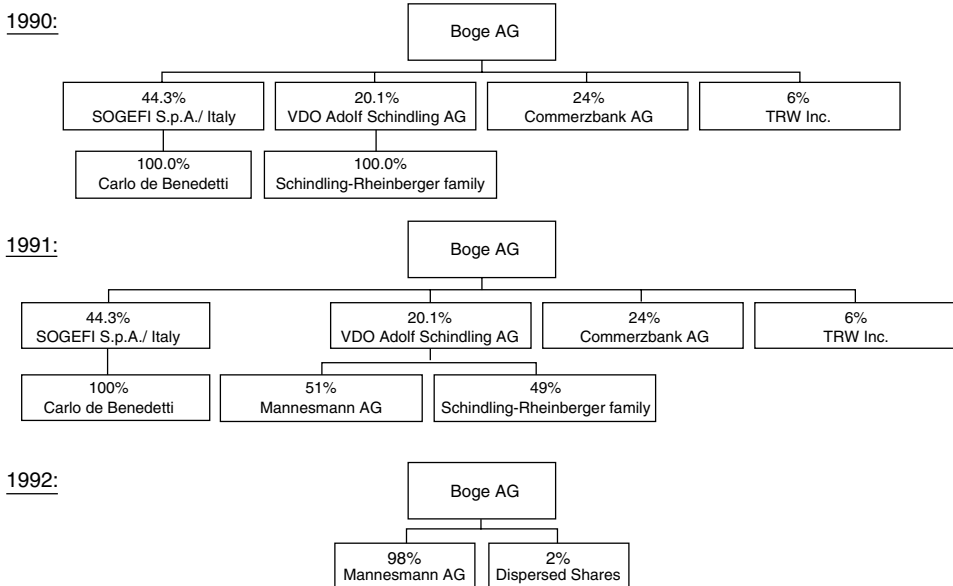 1990:
Boge AG
44.3%
SOGEFI S.p.A./ Italy
20.1%
VDO Adolf Schindling AG
24%
Commerzbank AG
6%
TRW Inc.
100.0%
Carlo de Benedetti
100.0%
Schindling-Rheinberger family
1991:
Boge AG
44.3%
SOGEFI S.p.A./ Italy
20.1%
VDO Adolf Schindling AG
24%
Commerzbank AG
6%
TRW Inc.
100%
Carlo de Benedetti
51%
Mannesmann AG
49%
Schindling-Rheinberger family
1992:
Boge AG
98%
Mannesmann AG
2%
Dispersed Shares